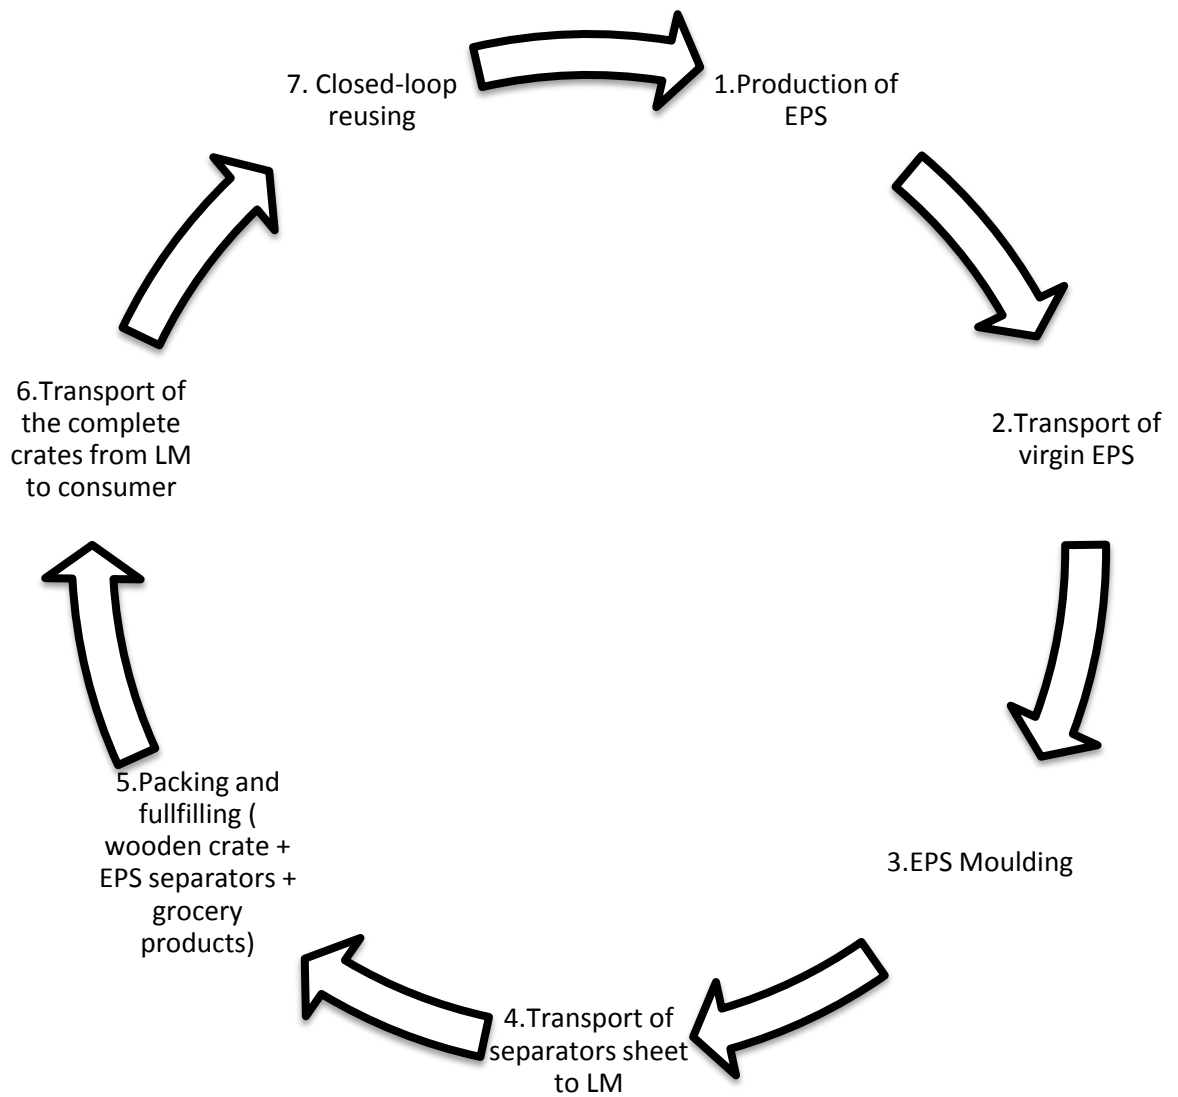 1.Production of
EPS
2.Transport of
virgin EPS
3.EPS Moulding
4.Transport of
separators sheet
to LM
5.Packing and
fullfilling (
wooden crate +
EPS separators +
grocery
products)
6.Transport of
the complete
crates from LM
to consumer
7. Closed-loop
reusing